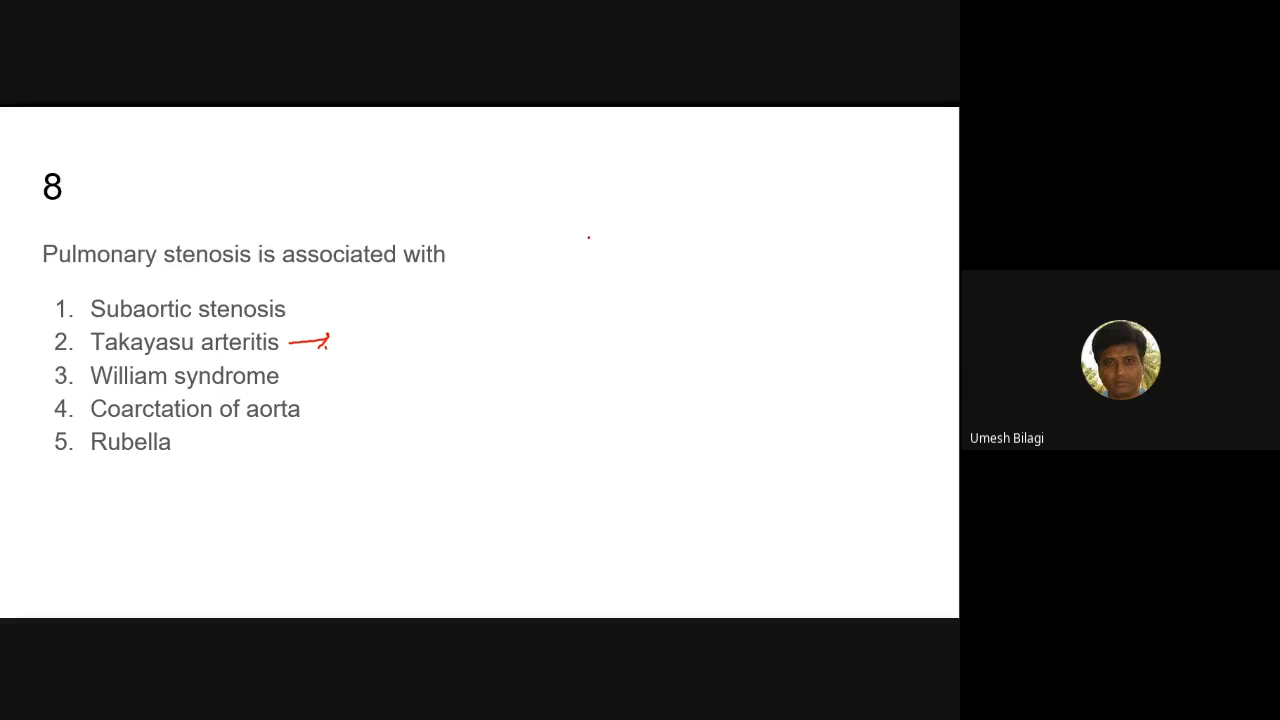 8
Pulmonary stenosis is associated with
1. Subaortic stenosis
2. Takayasu arteritis
3. William syndrome
4. Coarctation of aorta
5. Rubella
Umesh Bilagi